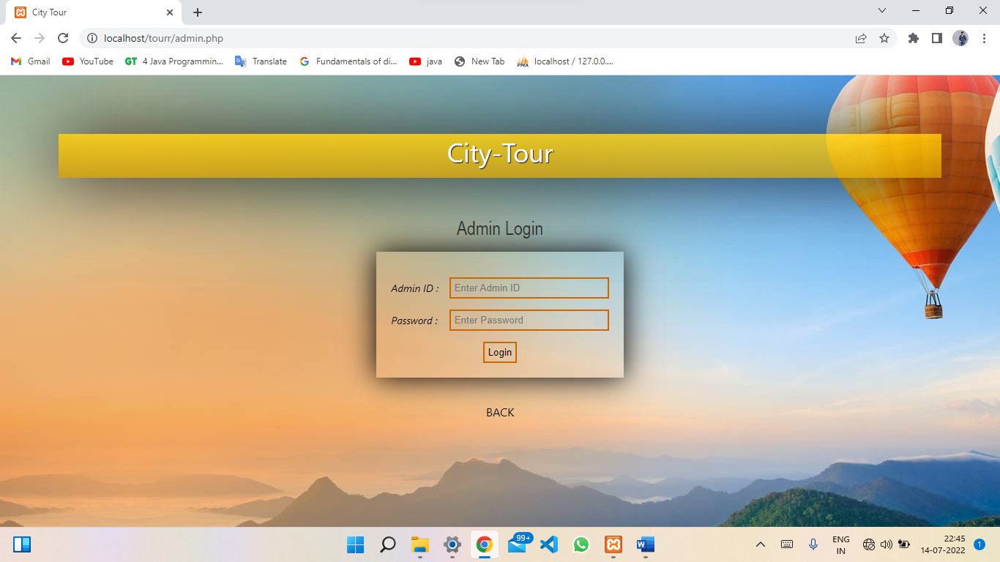 City Tour
localhost/tourr/admin.php
Gmail YouTube GT 4 Java Programmin... Translate Fundamentals of di... java New Tab PMA localhost / 127.0.0....
City-Tour
Admin Login
Admin ID : Enter Admin ID
Password : Enter Password
Login
BACK
99+
ENG
IN
22:45
14-07-2022
1